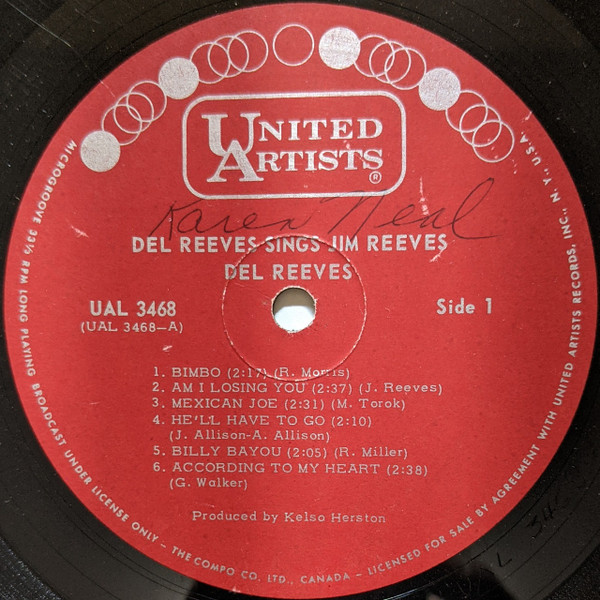 UNITED
ARTISTS
®
Karen Neal
DEL REEVES SINGS JIM REEVES
DEL REEVES
UAL 3468
(UAL 3468-A)
Side 1
1. BIMBO (2:17) (R. Morris)
2. AM I LOSING YOU (2:37) (J. Reeves)
3. MEXICAN JOE (2:31) (M. Torok)
4. HE'LL HAVE TO GO (2:10)
(J. Allison-A. Allison)
5. BILLY BAYOU (2:05) (R. Miller)
6. ACCORDING TO MY HEART (2:38)
(G. Walker)
Produced by Kelso Herston
MICROGROOVE 33⅓ RPM LONG PLAYING BROADCAST UNDER LICENSE ONLY - THE COMPO CO. LTD., CANADA - LICENSED FOR SALE BY AGREEMENT WITH UNITED ARTISTS RECORDS, INC., N. Y., U.S.A.